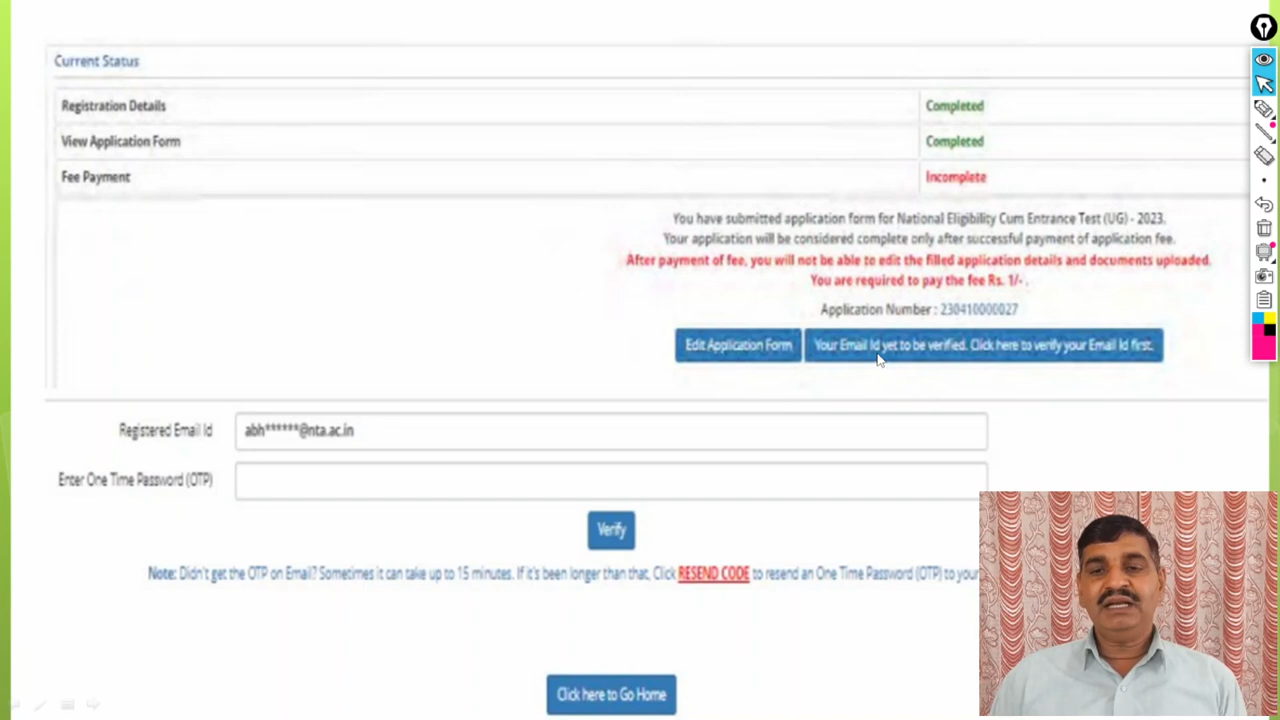 Current Status
Registration Details Completed
View Application Form Completed
Fee Payment Incomplete
You have submitted application form for National Eligibility Cum Entrance Test (UG) - 2023.
Your application will be considered complete only after successful payment of application fee.
After payment of fee, you will not be able to edit the filled application details and documents uploaded.
You are required to pay the fee Rs. 1/- .
Application Number : 230410000027
Edit Application Form Your Email Id yet to be verified. Click here to verify your Email Id first.
Registered Email Id abh******@nta.ac.in
Enter One Time Password (OTP)
Verify
Note: Didn't get the OTP on Email? Sometimes it can take up to 15 minutes. If it's been longer than that, Click RESEND CODE to resend an One Time Password (OTP) to your
Click here to Go Home